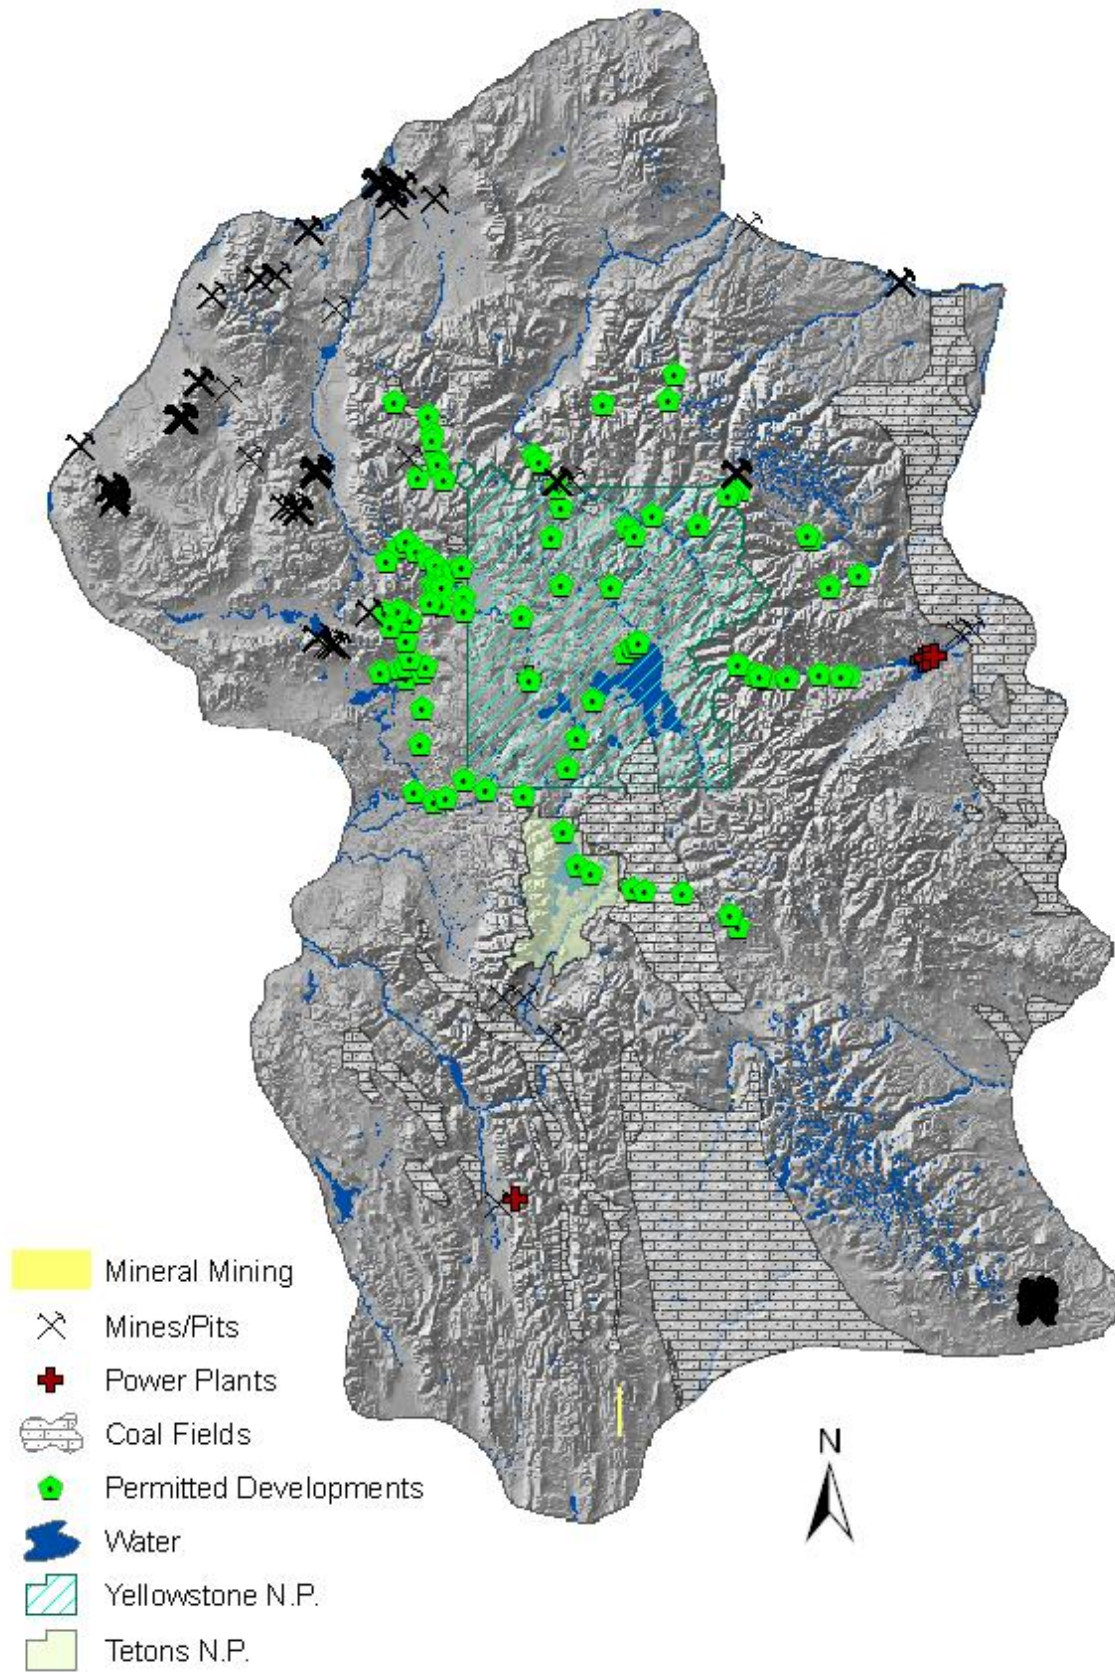 Mineral Mining
Mines/Pits
Power Plants
Coal Fields
Permitted Developments
Water
Yellowstone N.P.
Tetons N.P.
N